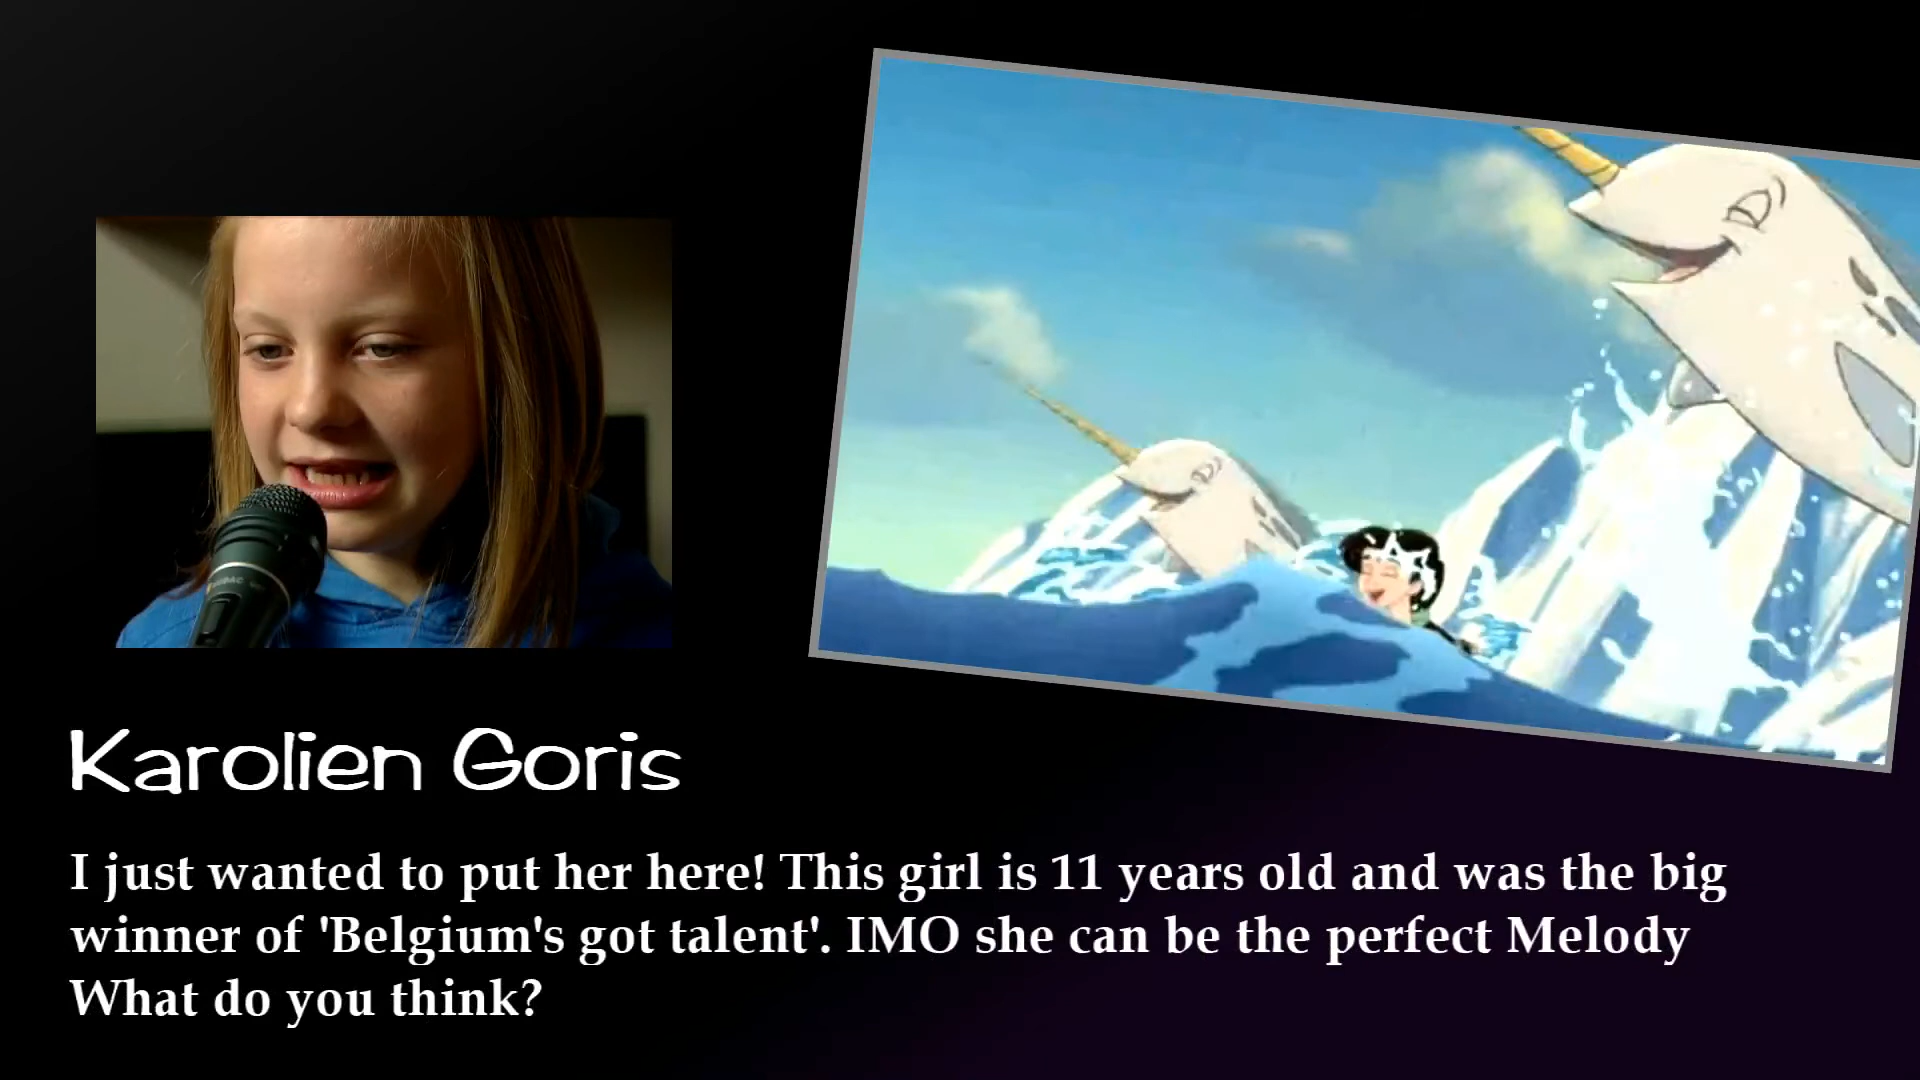 Karolien Goris
I just wanted to put her here! This girl is 11 years old and was the big
winner of 'Belgium's got talent'. IMO she can be the perfect Melody
What do you think?